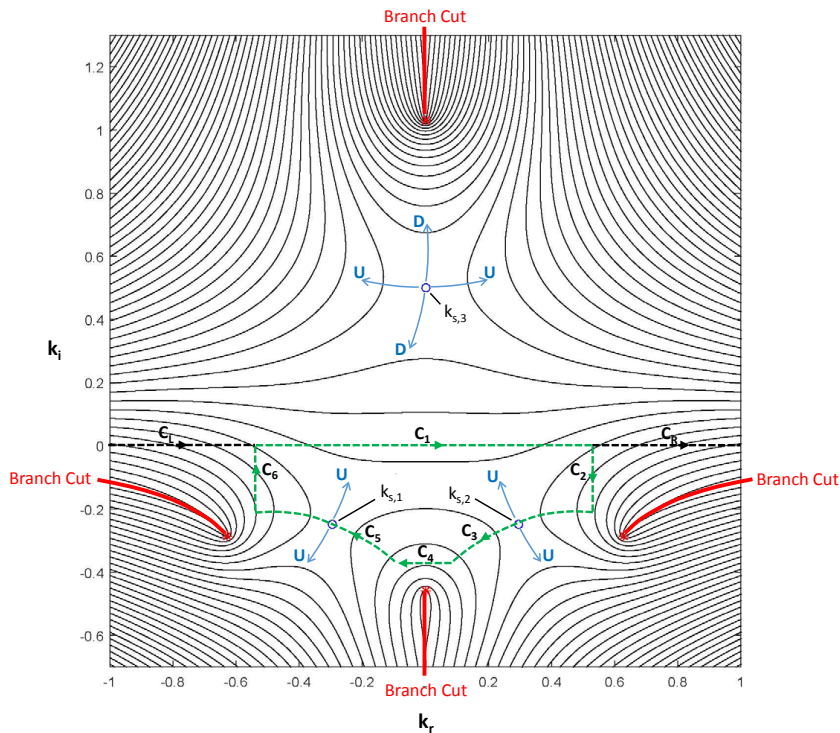 Branch Cut
1.2
1
0.8
0.6
0.4
0.2
0
-0.2
-0.4
-0.6
k_i
D
U
U
k_s,3
D
C_L
C_1
C_R
Branch Cut
C_6
U
k_s,1
k_s,2
U
C_2
Branch Cut
U
C_5
C_4
C_3
U
-1
-0.8
-0.6
-0.4
-0.2
0
0.2
0.4
0.6
0.8
1
Branch Cut
k_r